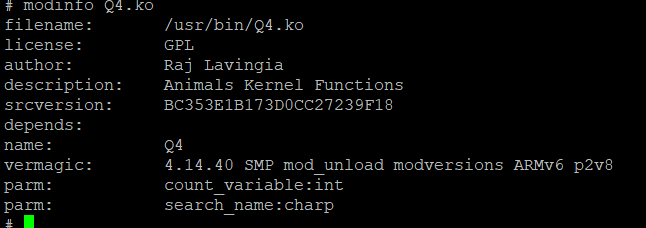 # modinfo Q4.ko
filename:       /usr/bin/Q4.ko
license:        GPL
author:         Raj Lavingia
description:    Animals Kernel Functions
srcversion:     BC353E1B173D0CC27239F18
depends:
name:           Q4
vermagic:       4.14.40 SMP mod_unload modversions ARMv6 p2v8
parm:           count_variable:int
parm:           search_name:charp
#